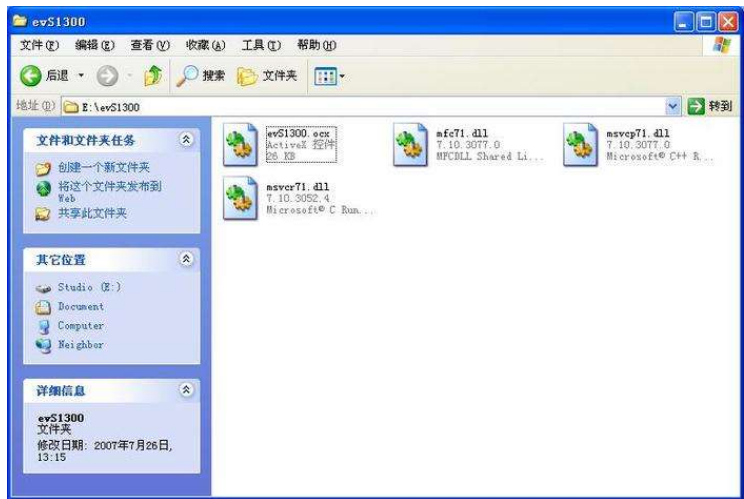 evS1300
文件(F) 编辑(E) 查看(V) 收藏(A) 工具(T) 帮助(H)
后退 搜索 文件夹
地址(D) E:\evS1300 转到
文件和文件夹任务
创建一个新文件夹
将这个文件夹发布到
Web
共享此文件夹
其它位置
Studio (E:)
Document
Computer
Neighbor
详细信息
evS1300
文件夹
修改日期: 2007年7月26日,
13:15
evS1300.ocx
ActiveX 控件
26 KB
mfc71.dll
7.10.3077.0
MFCDLL Shared Li...
msvcp71.dll
7.10.3077.0
Microsoft® C++ R...
msvcr71.dll
7.10.3052.4
Microsoft® C Run...